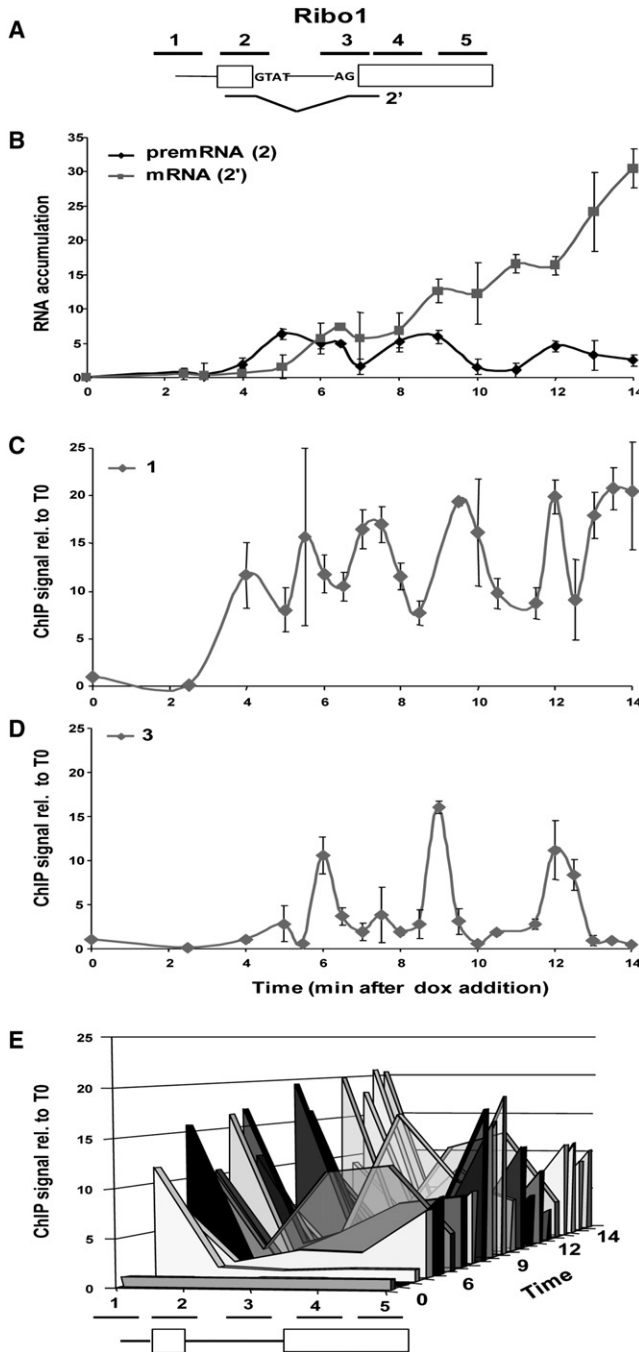 A
Ribo1
1 2 3 4 5
GTAT AG
2'
B
premRNA (2)
mRNA (2')
RNA accumulation
35
30
25
20
15
10
5
0
0 2 4 6 8 10 12 14
C
1
ChIP signal rel. to T0
25
20
15
10
5
0
0 2 4 6 8 10 12 14
D
3
ChIP signal rel. to T0
25
20
15
10
5
0
0 2 4 6 8 10 12 14
Time (min after dox addition)
E
ChIP signal rel. to T0
25
20
15
10
5
0
0 6 9 12 14
Time
1 2 3 4 5